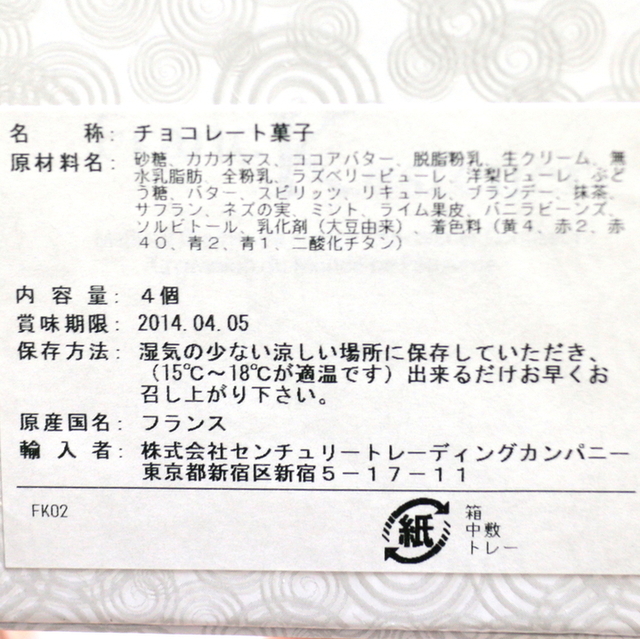 名称: チョコレート菓子
原材料名: 砂糖、カカオマス、ココアバター、脱脂粉乳、生クリーム、無
水乳脂肪、全粉乳、ラズベリーピューレ、洋梨ピューレ、ぶど
う糖、バター、スピリッツ、リキュール、ブランデー、抹茶、
サフラン、ネズの実、ミント、ライム果皮、バニラビーンズ、
ソルビトール、乳化剤（大豆由来）、着色料（黄4、赤2、赤
40、青2、青1、二酸化チタン）
内容量: 4個
賞味期限: 2014.04.05
保存方法: 湿気の少ない涼しい場所に保存していただき、
（15℃～18℃が適温です）出来るだけお早くお
召し上がり下さい。
原産国名: フランス
輸入者: 株式会社センチュリートレーディングカンパニー
東京都新宿区新宿5－17－11
FK02
紙
箱
中敷
トレー